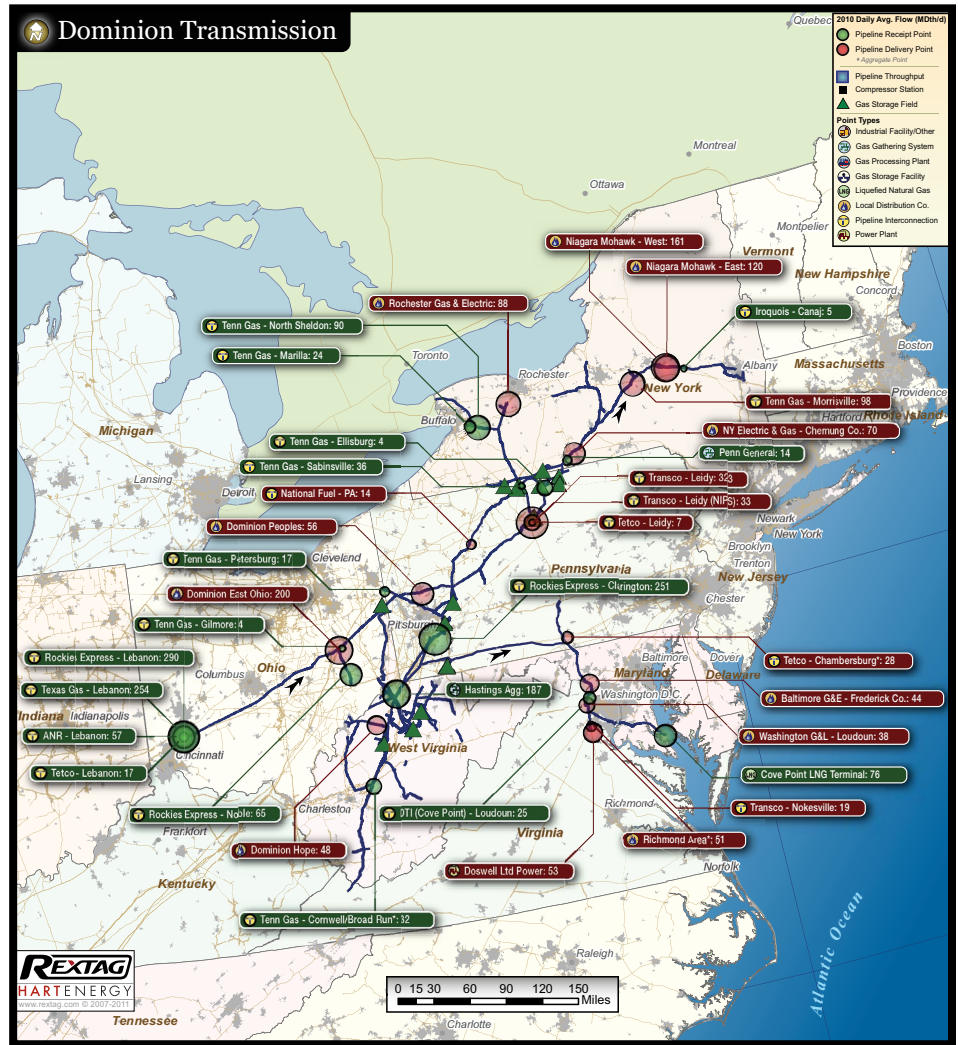 Dominion Transmission
Quebec
2010 Daily Avg. Flow (MDth/d)
Pipeline Receipt Point
Pipeline Delivery Point
* Aggregate Point
Pipeline Throughput
Compressor Station
Gas Storage Field
Point Types
Industrial Facility/Other
Gas Gathering System
Gas Processing Plant
Gas Storage Facility
LNG Liquefied Natural Gas
Local Distribution Co.
Pipeline Interconnection
Power Plant
Montreal
Ottawa
Montpelier
Niagara Mohawk - West: 161
Vermont
Niagara Mohawk - East: 120
New Hampshire
Concord
Rochester Gas & Electric: 88
Iroquois - Canaj: 5
Tenn Gas - North Sheldon: 90
Boston
Toronto
Tenn Gas - Marilla: 24
Albany
Massachusetts
Rochester
New York
Providence
Tenn Gas - Morrisville: 98
Hartford
Rhode Island
Buffalo
Michigan
NY Electric & Gas - Chemung Co.: 70
Tenn Gas - Ellisburg: 4
Penn General: 14
Tenn Gas - Sabinsville: 36
Lansing
Transco - Leidy: 323
Detroit
National Fuel - PA: 14
Transco - Leidy (NIPS): 33
Dominion Peoples: 56
Tetco - Leidy: 7
Newark
New York
Brooklyn
Tenn Gas - Petersburg: 17
Cleveland
Trenton
Pennsylvania
New Jersey
Rockies Express - Clarington: 251
Dominion East Ohio: 200
Chester
Tenn Gas - Gilmore: 4
Pittsburgh
Rockies Express - Lebanon: 290
Baltimore
Dover
Tetco - Chambersburg*: 28
Ohio
Columbus
Maryland
Delaware
Texas Gas - Lebanon: 254
Hastings Agg: 187
Washington D.C.
Baltimore G&E - Frederick Co.: 44
Indiana
Indianapolis
ANR - Lebanon: 57
Washington G&L - Loudoun: 38
West Virginia
Cincinnati
Tetco - Lebanon: 17
LNG Cove Point LNG Terminal: 76
Charleston
Richmond
Transco - Nokesville: 19
Rockies Express - Noble: 65
DTI (Cove Point) - Loudoun: 25
Frankfort
Virginia
Richmond Area*: 51
Dominion Hope: 48
Norfolk
Doswell Ltd Power: 53
Kentucky
Tenn Gas - Cornwell/Broad Run*: 32
Atlantic Ocean
Raleigh
REXTAG
HARTENERGY
www.rextag.com © 2007-2011
0 15 30 60 90 120 150
Miles
Tennessee
Charlotte